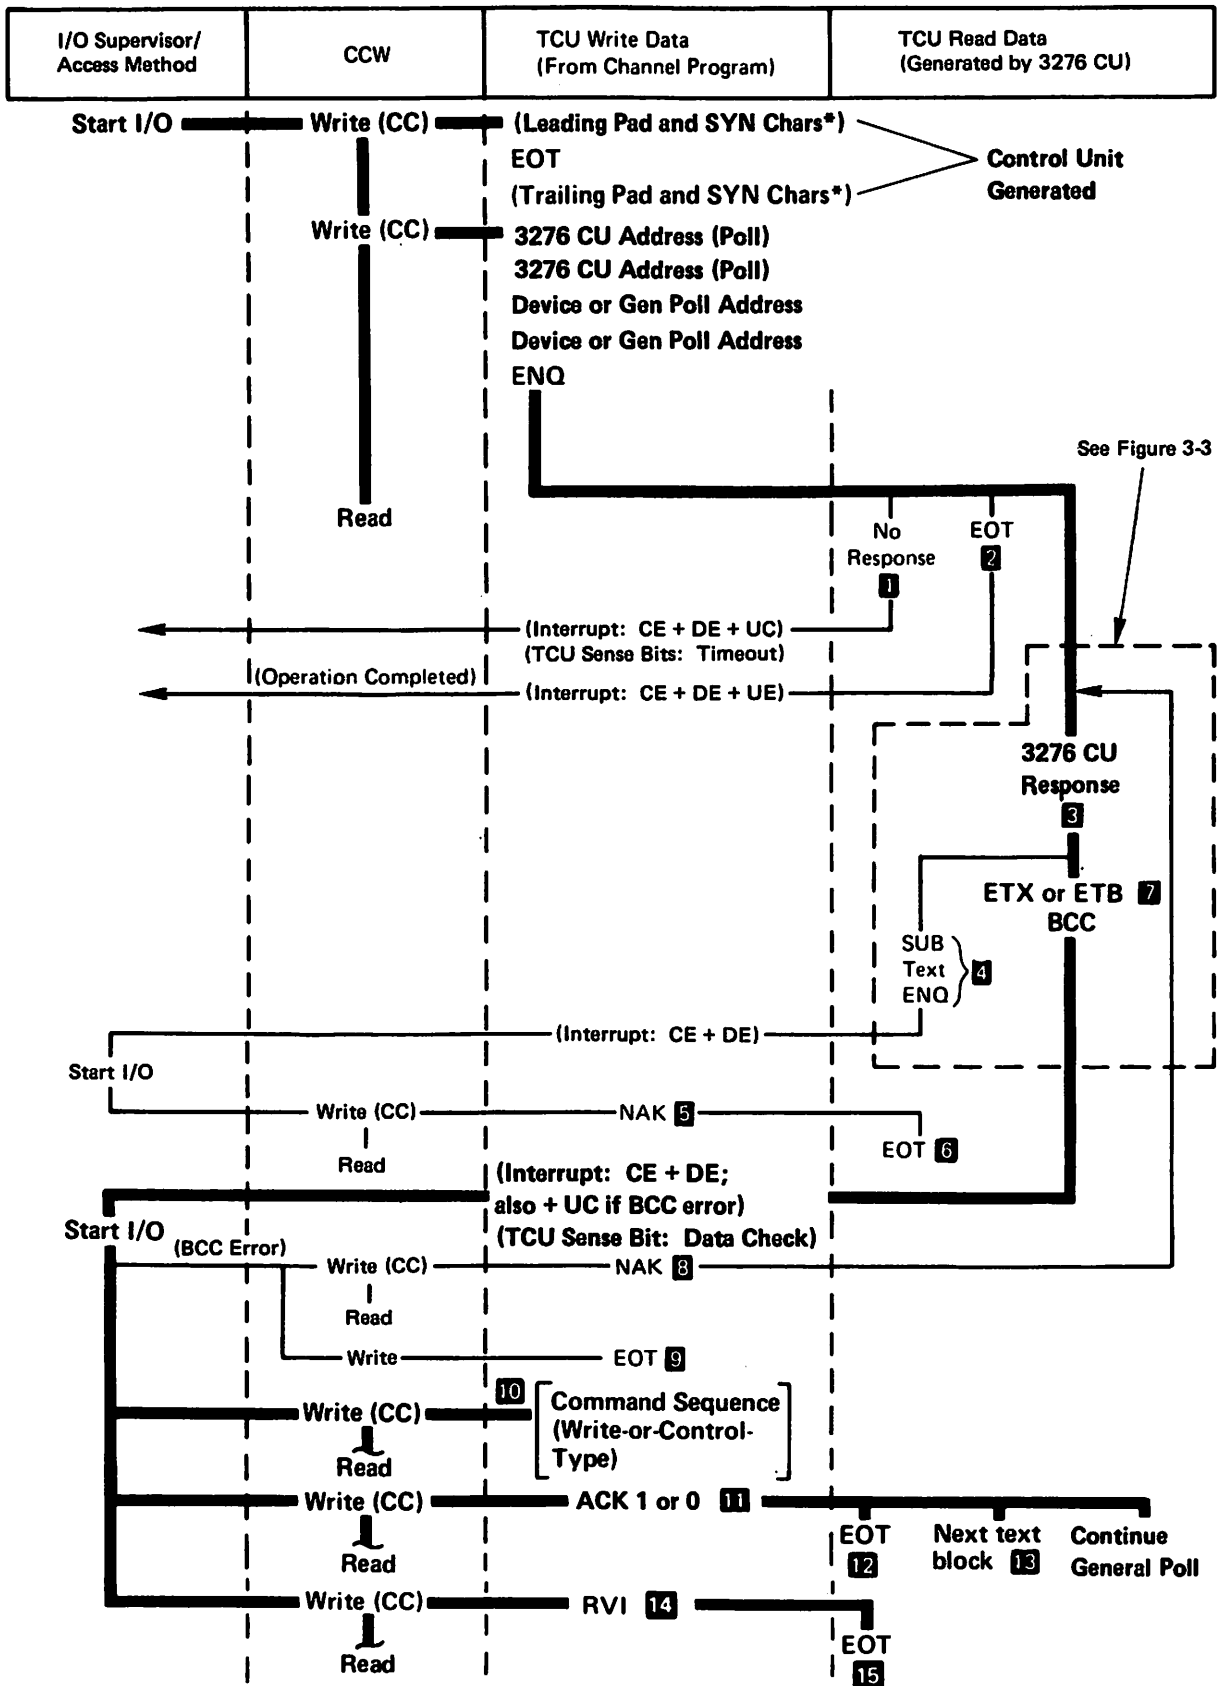 I/O Supervisor/
Access Method
CCW
TCU Write Data
(From Channel Program)
TCU Read Data
(Generated by 3276 CU)
Start I/O
Write (CC)
(Leading Pad and SYN Chars*)
EOT
(Trailing Pad and SYN Chars*)
Control Unit
Generated
Write (CC)
3276 CU Address (Poll)
3276 CU Address (Poll)
Device or Gen Poll Address
Device or Gen Poll Address
ENQ
See Figure 3-3
Read
No
Response
1
EOT
2
(Interrupt: CE + DE + UC)
(TCU Sense Bits: Timeout)
(Operation Completed)
(Interrupt: CE + DE + UE)
3276 CU
Response
3
ETX or ETB 7
BCC
SUB
Text
ENQ
4
(Interrupt: CE + DE)
Start I/O
Write (CC)
NAK 5
Read
EOT 6
(Interrupt: CE + DE;
also + UC if BCC error)
(TCU Sense Bit: Data Check)
Start I/O
(BCC Error)
Write (CC)
NAK 8
Read
Write
EOT 9
10
Write (CC)
Command Sequence
(Write-or-Control-
Type)
Read
Write (CC)
ACK 1 or 0 11
Read
EOT
12
Next text
block 13
Continue
General Poll
Write (CC)
RVI 14
Read
EOT
15